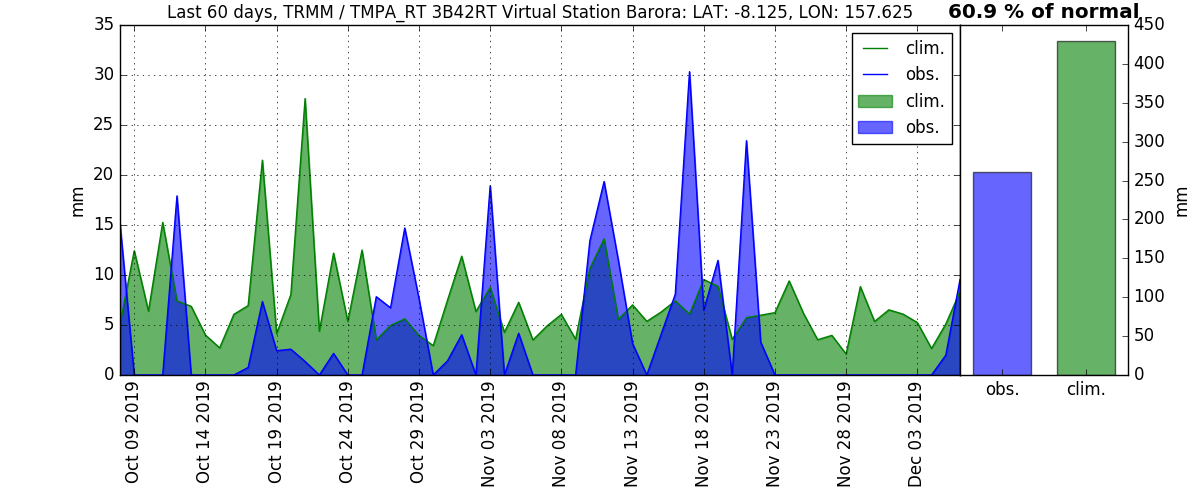 Last 60 days, TRMM / TMPA_RT 3B42RT Virtual Station Barora: LAT: -8.125, LON: 157.625
60.9 % of normal
35
30
25
20
15
10
5
0
mm
clim.
obs.
clim.
obs.
450
400
350
300
250
200
150
100
50
0
mm
Oct 09 2019
Oct 14 2019
Oct 19 2019
Oct 24 2019
Oct 29 2019
Nov 03 2019
Nov 08 2019
Nov 13 2019
Nov 18 2019
Nov 23 2019
Nov 28 2019
Dec 03 2019
obs.
clim.